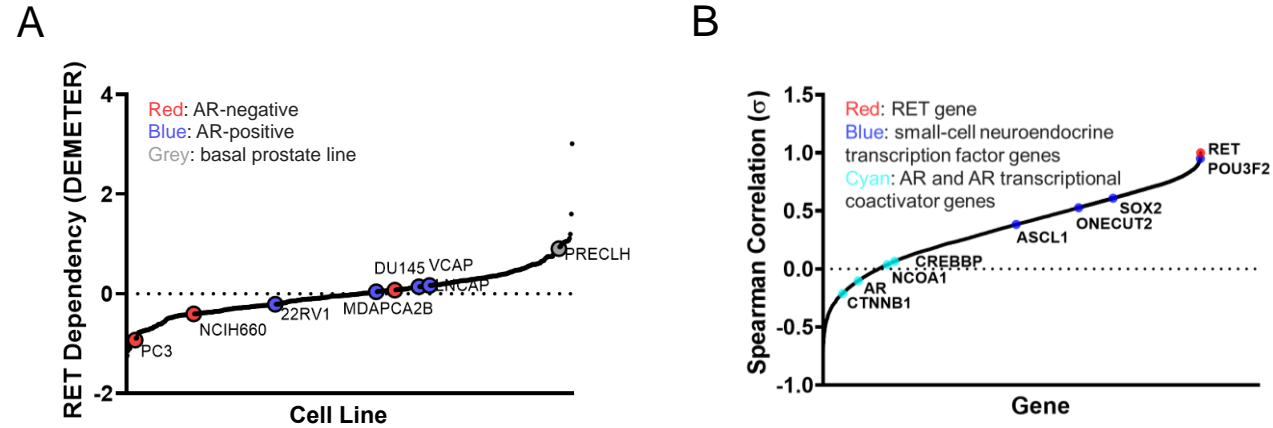 A
RET Dependency (DEMETER)
4
2
0
-2
Red: AR-negative
Blue: AR-positive
Grey: basal prostate line
PC3
NCIH660
22RV1
MDAPCA2B
DU145
VCAP
LNCAP
PRECLH
Cell Line
B
Spearman Correlation (σ)
1.5
1.0
0.5
0.0
-0.5
-1.0
Red: RET gene
Blue: small-cell neuroendocrine
transcription factor genes
Cyan: AR and AR transcriptional
coactivator genes
RET
POU3F2
SOX2
ONECUT2
ASCL1
CREBBP
NCOA1
AR
CTNNB1
Gene